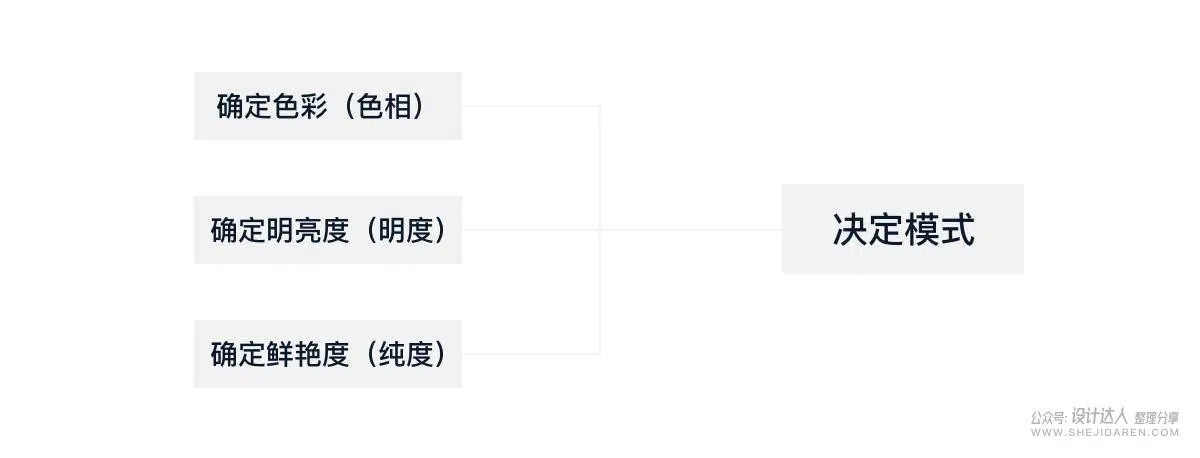 确定色彩（色相）
确定明亮度（明度）
决定模式
确定鲜艳度（纯度）
公众号: 设计达人 整理分享
WWW.SHEJIDAREN.COM